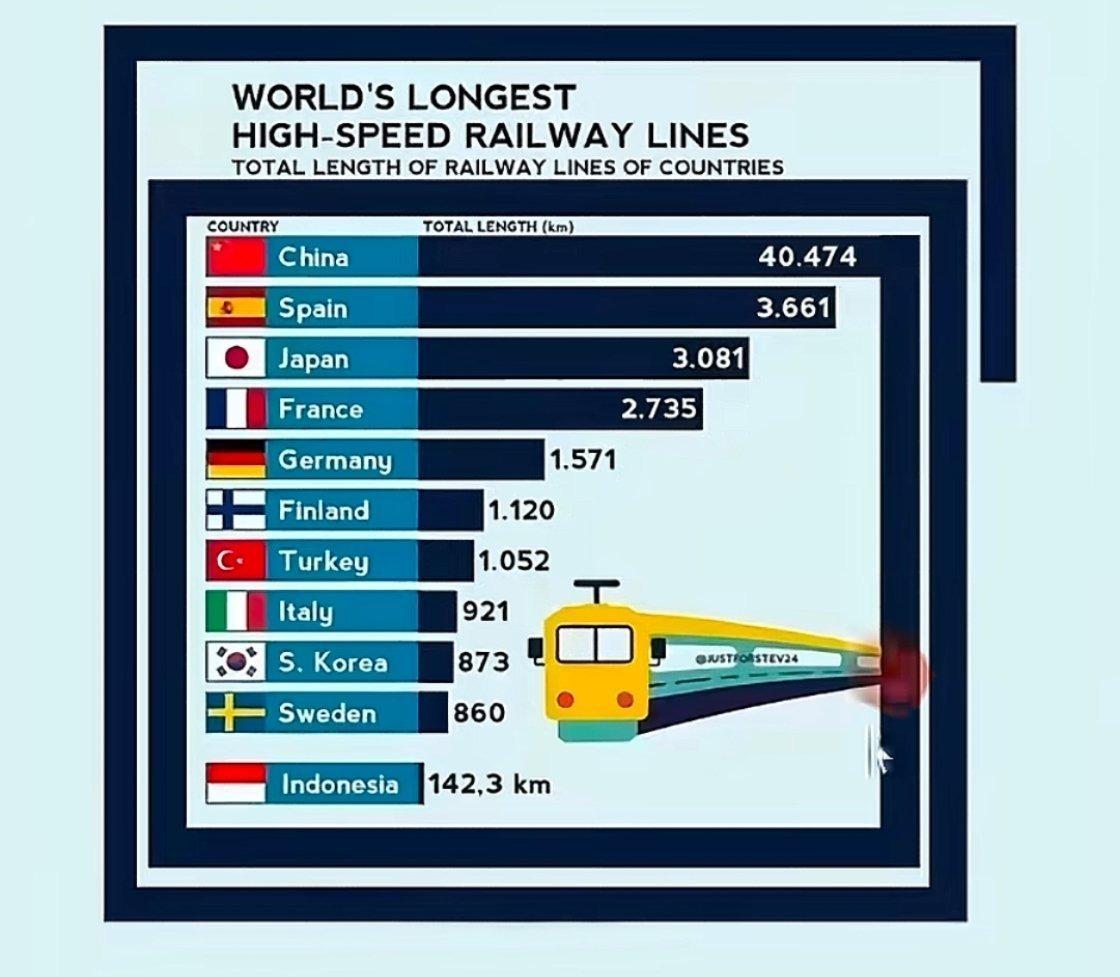 WORLD'S LONGEST
HIGH-SPEED RAILWAY LINES
TOTAL LENGTH OF RAILWAY LINES OF COUNTRIES
COUNTRY TOTAL LENGTH (km)
China 40.474
Spain 3.661
Japan 3.081
France 2.735
Germany 1.571
Finland 1.120
Turkey 1.052
Italy 921
S. Korea 873
@JUSTFORSTEV24
Sweden 860
Indonesia 142,3 km